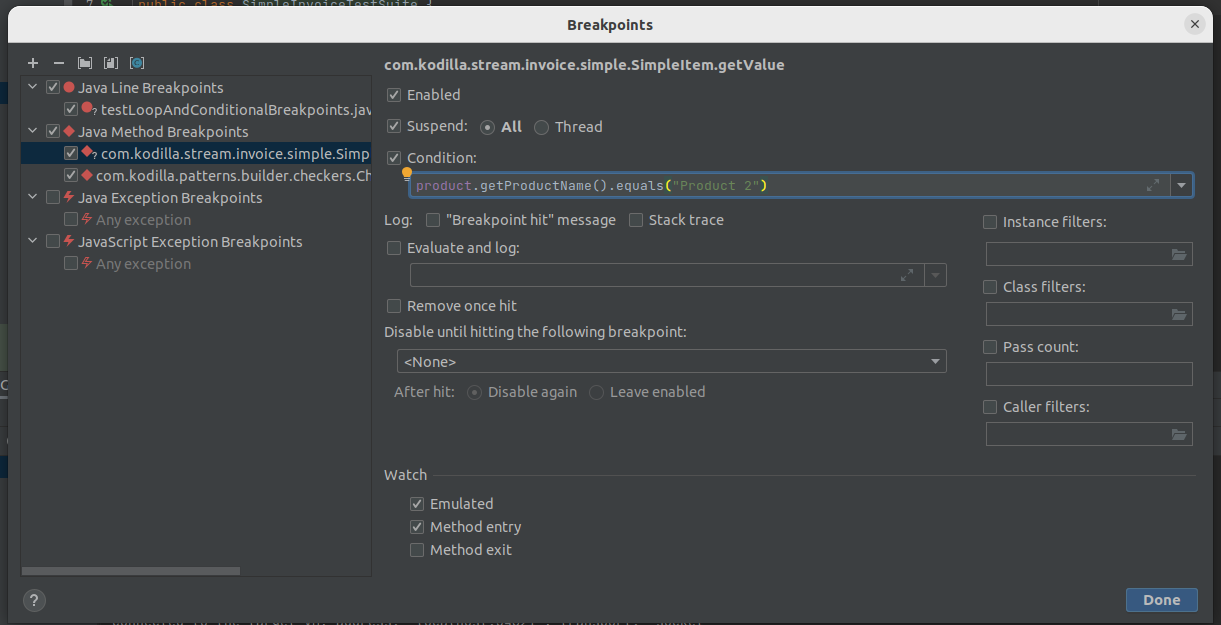 public class SimpleInvoiceTestSuite {
Breakpoints
com.kodilla.stream.invoice.simple.SimpleItem.getValue
Java Line Breakpoints
testLoopAndConditionalBreakpoints.jav
Java Method Breakpoints
com.kodilla.stream.invoice.simple.Simp
com.kodilla.patterns.builder.checkers.Ch
Java Exception Breakpoints
Any exception
JavaScript Exception Breakpoints
Any exception
Enabled
Suspend: All Thread
Condition:
product.getProductName().equals("Product 2")
Log: "Breakpoint hit" message Stack trace
Evaluate and log:
Remove once hit
Disable until hitting the following breakpoint:
<None>
After hit: Disable again Leave enabled
Instance filters:
Class filters:
Pass count:
Caller filters:
Watch
Emulated
Method entry
Method exit
?
Done